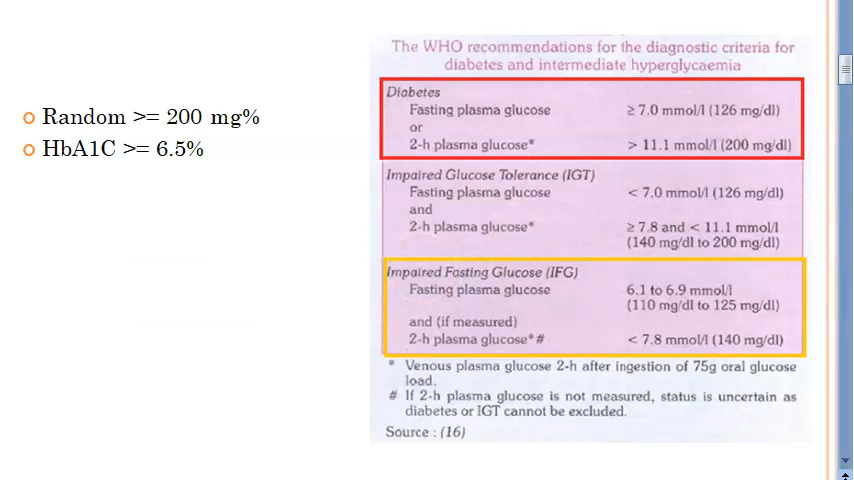 Random >= 200 mg%
HbA1C >= 6.5%
The WHO recommendations for the diagnostic criteria for
diabetes and intermediate hyperglycaemia
Diabetes
Fasting plasma glucose ≥ 7.0 mmol/l (126 mg/dl)
or
2-h plasma glucose* > 11.1 mmol/l (200 mg/dl)
Impaired Glucose Tolerance (IGT)
Fasting plasma glucose < 7.0 mmol/l (126 mg/dl)
and
2-h plasma glucose* ≥ 7.8 and < 11.1 mmol/l
(140 mg/dl to 200 mg/dl)
Impaired Fasting Glucose (IFG)
Fasting plasma glucose 6.1 to 6.9 mmol/l
(110 mg/dl to 125 mg/dl)
and (if measured)
2-h plasma glucose*# < 7.8 mmol/l (140 mg/dl)
* Venous plasma glucose 2-h after ingestion of 75g oral glucose
load.
# If 2-h plasma glucose is not measured, status is uncertain as
diabetes or IGT cannot be excluded.
Source : (16)